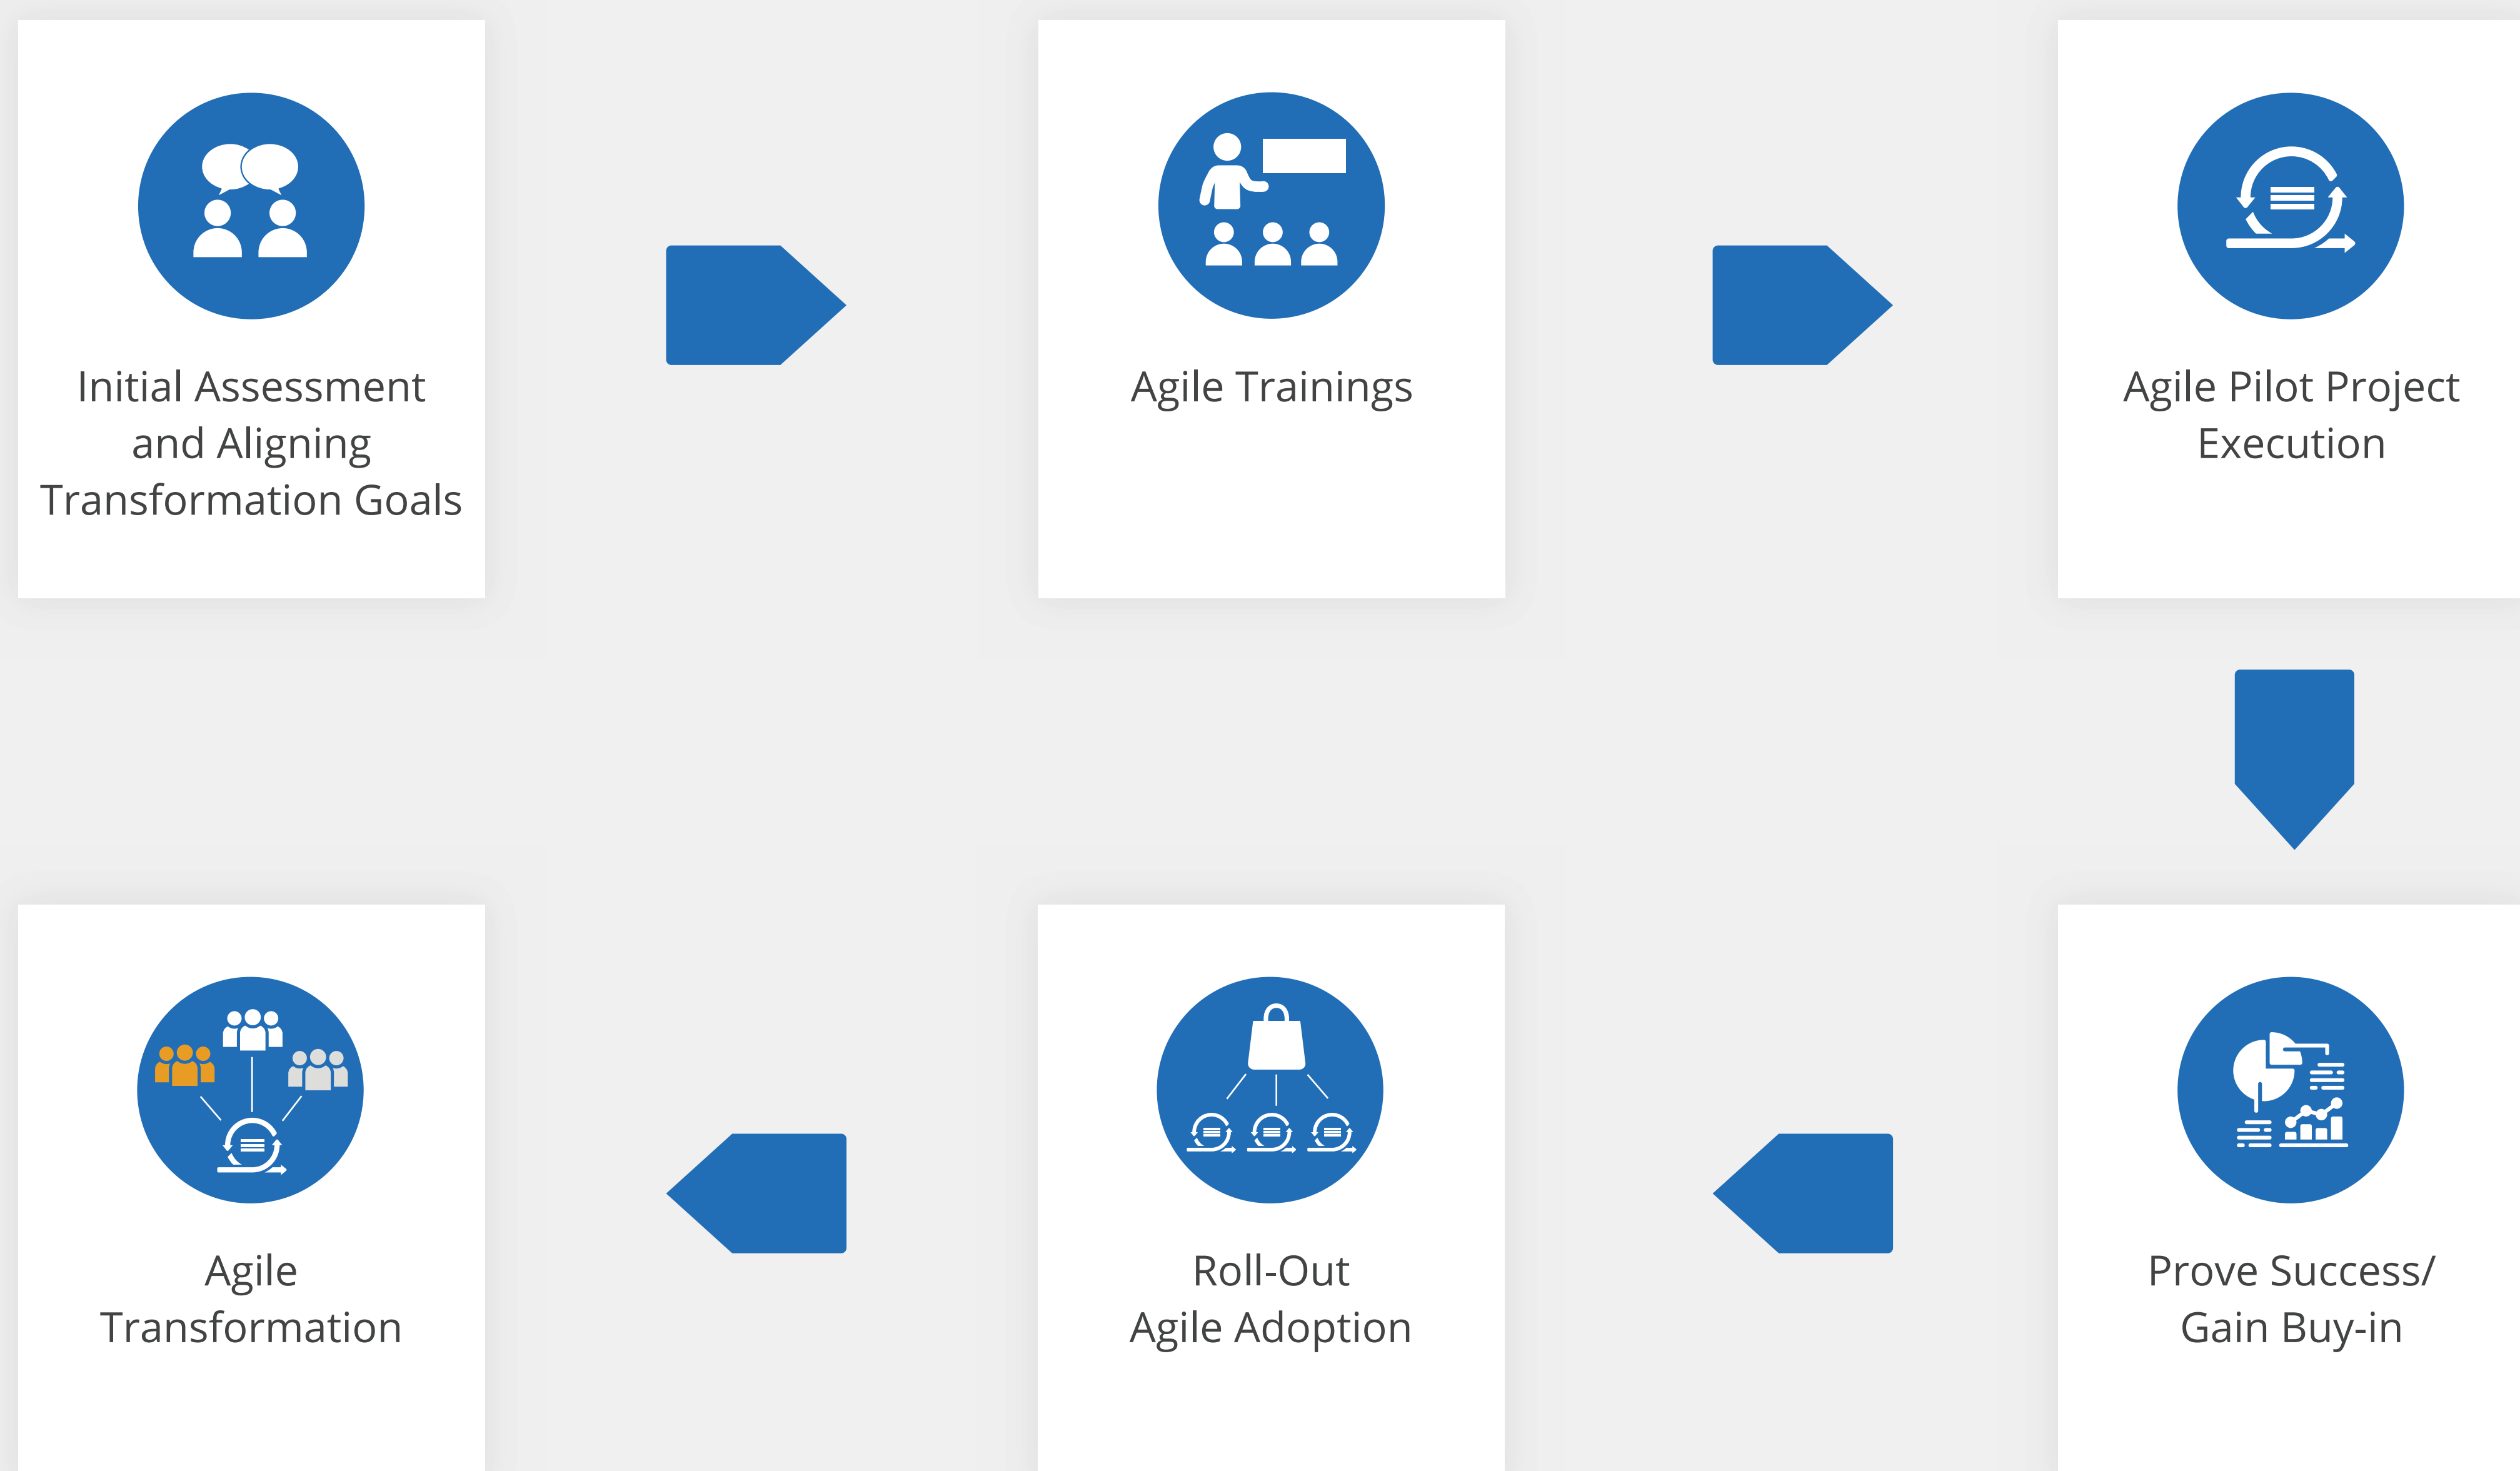 Initial Assessment
and Aligning
Transformation Goals
Agile Trainings
Agile Pilot Project
Execution
Prove Success/
Gain Buy-in
Roll-Out
Agile Adoption
Agile
Transformation